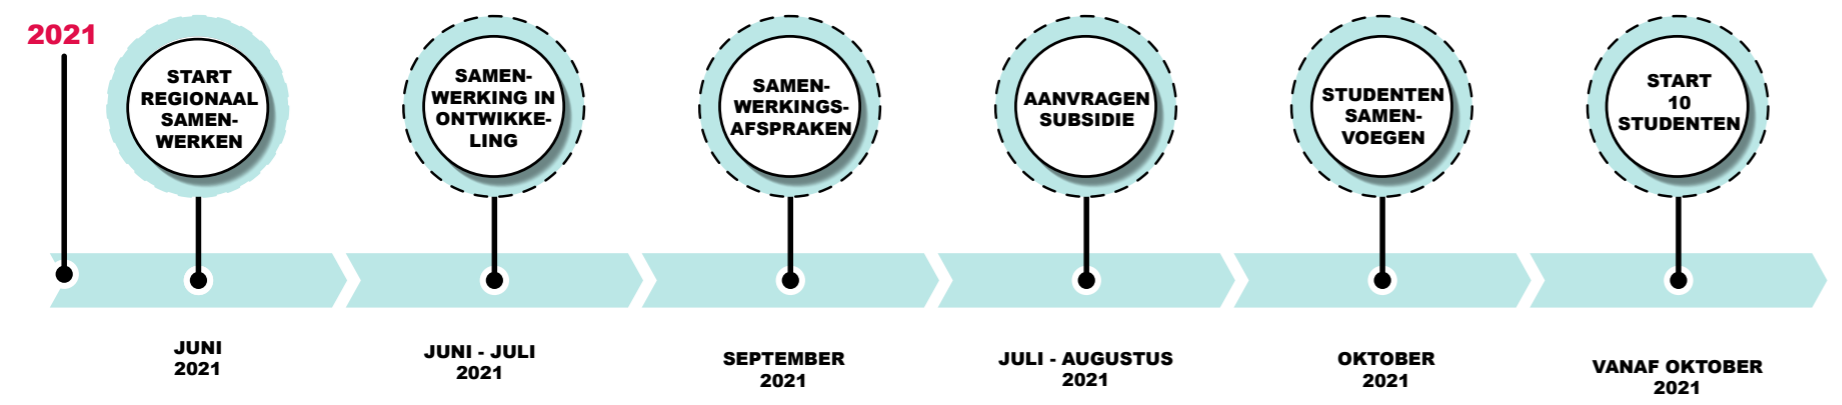 2021
START
REGIONAAL
SAMEN-
WERKEN
SAMEN-
WERKING IN
ONTWIKKE-
LING
SAMEN-
WERKINGS-
AFSPRAKEN
AANVRAGEN
SUBSIDIE
STUDENTEN
SAMEN-
VOEGEN
START
10
STUDENTEN
JUNI
2021
JUNI - JULI
2021
SEPTEMBER
2021
JULI - AUGUSTUS
2021
OKTOBER
2021
VANAF OKTOBER
2021